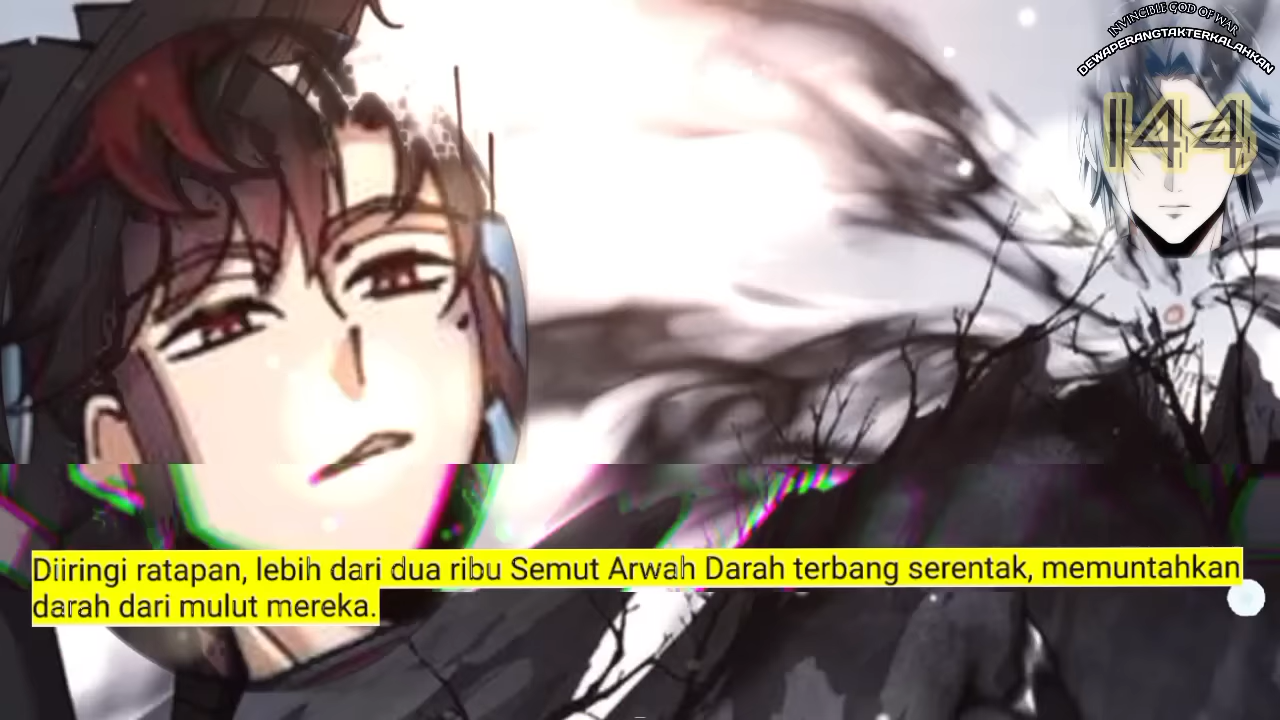 INVINCIBLE GOD OF WAR
DEWAPERANGTAKTERKALAHKAN
144
Diiringi ratapan, lebih dari dua ribu Semut Arwah Darah terbang serentak, memuntahkan
darah dari mulut mereka.